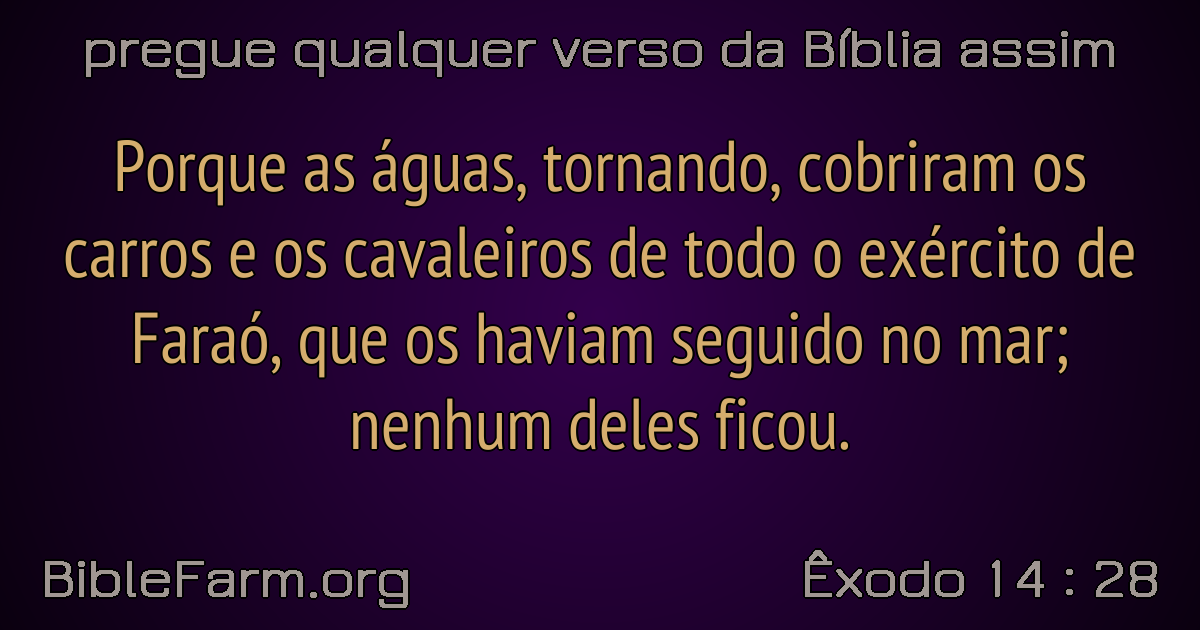 pregue qualquer verso da Bíblia assim
Porque as águas, tornando, cobriram os
carros e os cavaleiros de todo o exército de
Faraó, que os haviam seguido no mar;
nenhum deles ficou.
BibleFarm.org
Êxodo 14 : 28